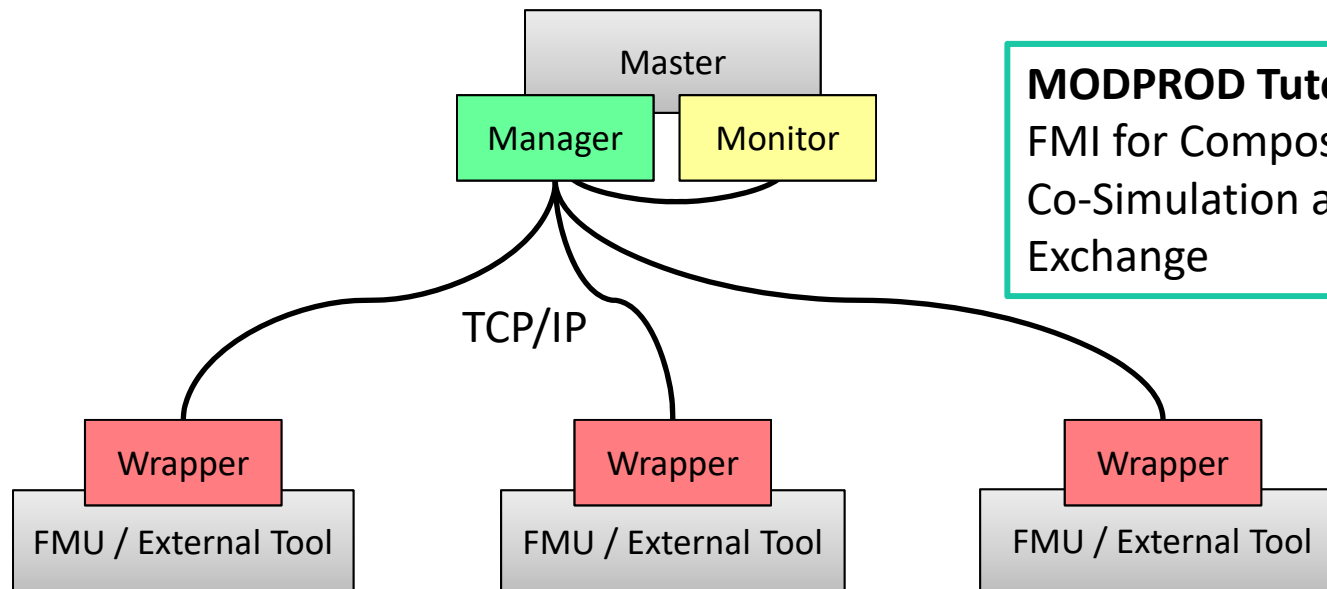 Master
Manager
Monitor
MODPROD
FMI for
Co-Simulation
Exchange
TCP/IP
Wrapper
Wrapper
Wrapper
FMU / External Tool
FMU / External Tool
FMU / External Tool